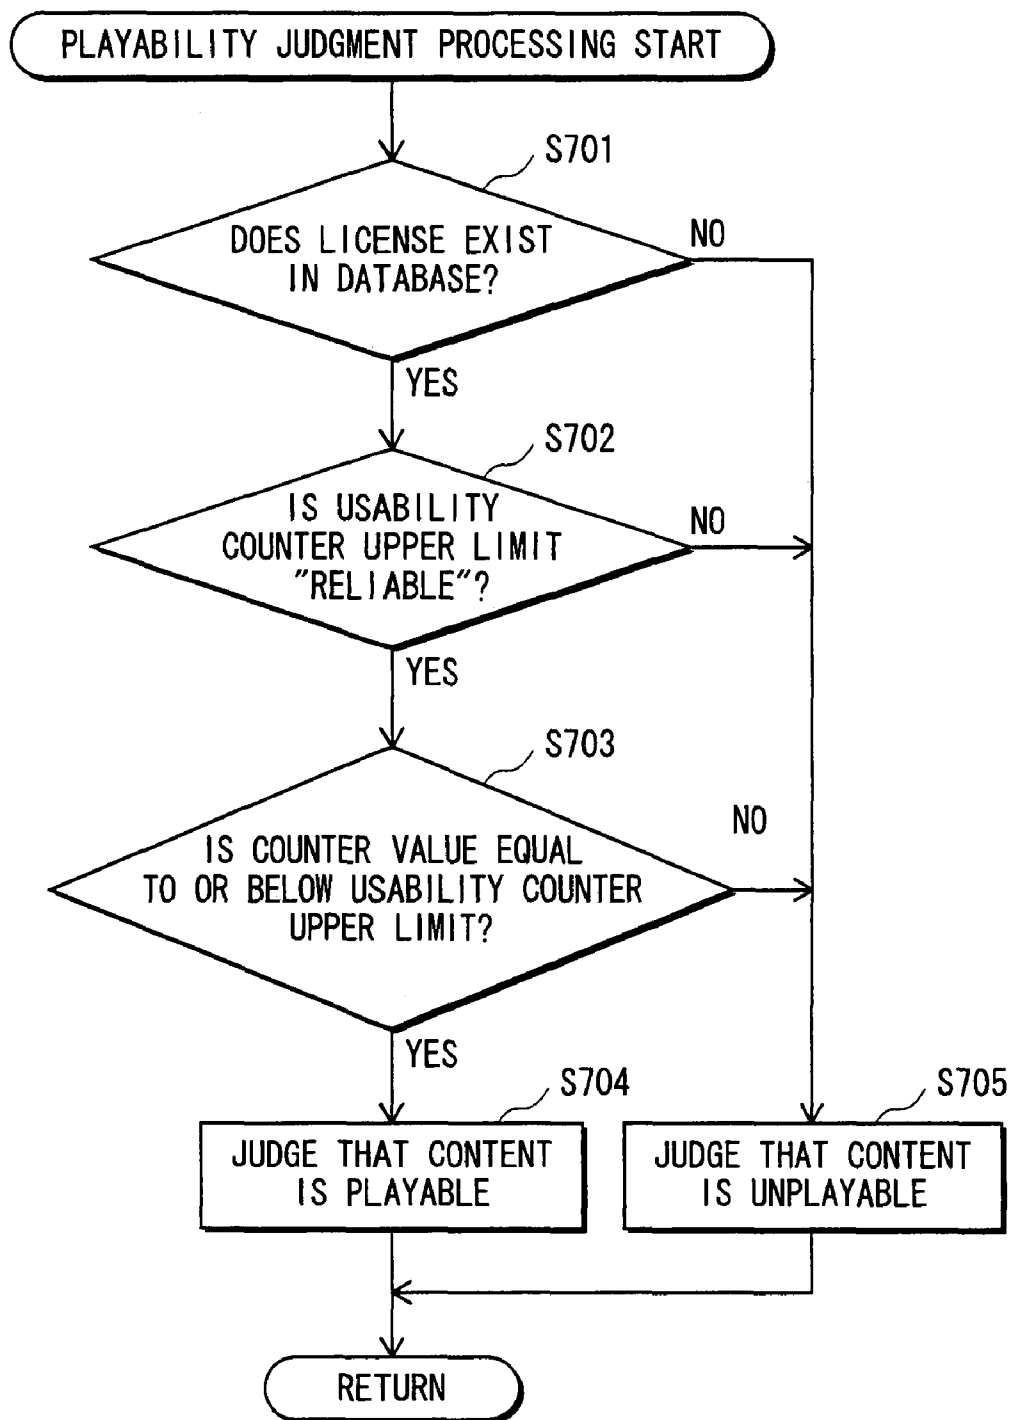 PLAYABILITY JUDGMENT PROCESSING START
S701
DOES LICENSE EXIST
IN DATABASE?
NO
YES
S702
IS USABILITY
COUNTER UPPER LIMIT
"RELIABLE"?
NO
YES
S703
IS COUNTER VALUE EQUAL
TO OR BELOW USABILITY COUNTER
UPPER LIMIT?
NO
YES
S704
JUDGE THAT CONTENT
IS PLAYABLE
S705
JUDGE THAT CONTENT
IS UNPLAYABLE
RETURN